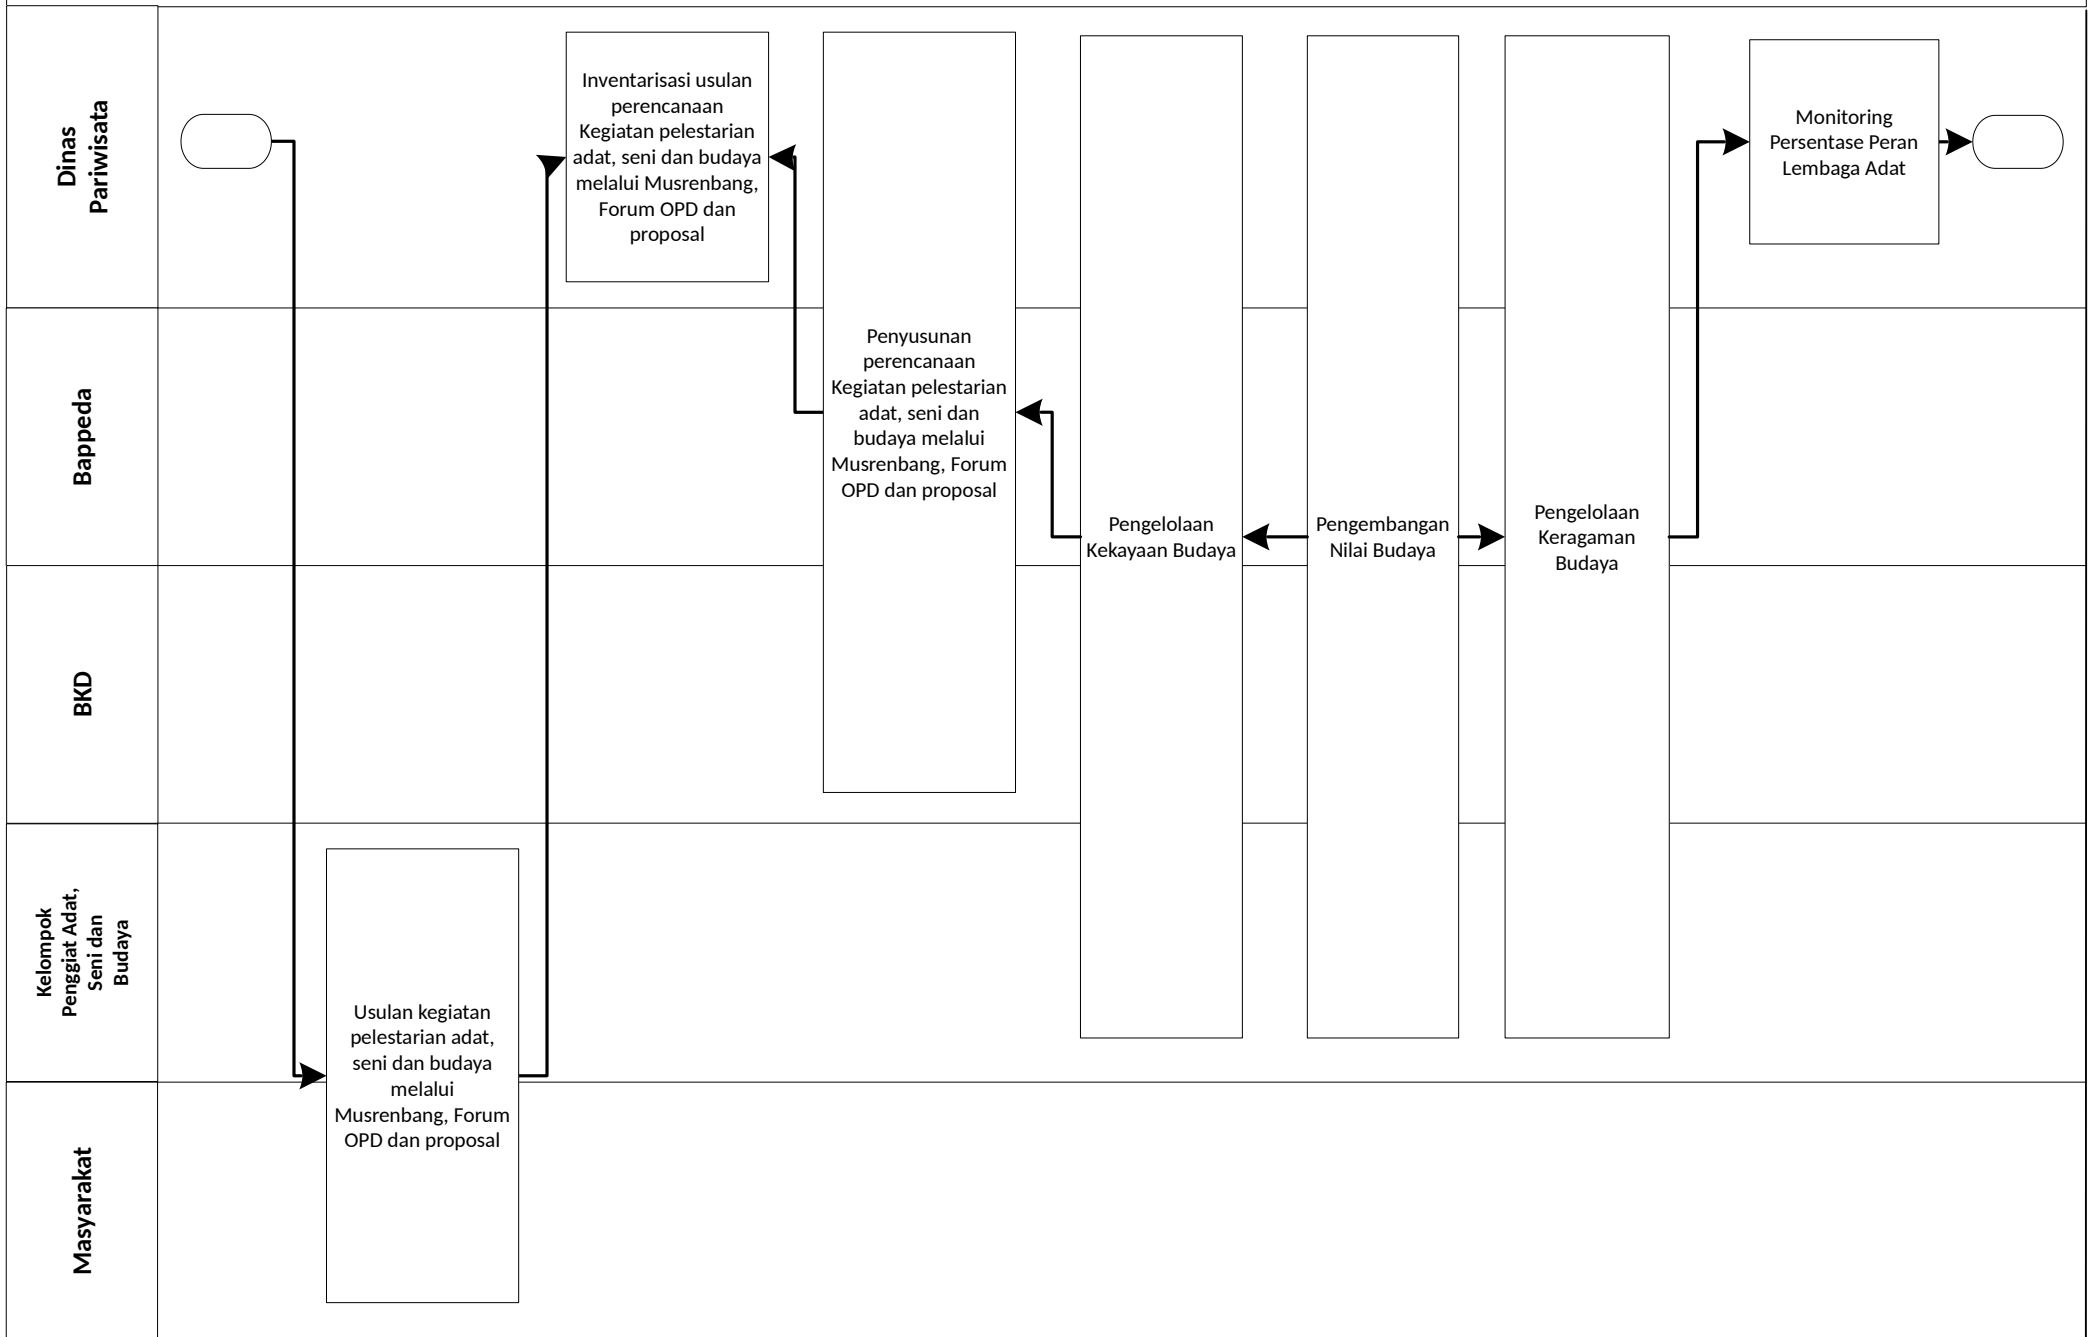 Dinas
Pariwisata
Inventarisasi usulan
perencanaan
Kegiatan pelestarian
adat, seni dan budaya
melalui Musrenbang,
Forum OPD dan
proposal
Monitoring
Persentase Peran
Lembaga Adat
Bappeda
Penyusunan
perencanaan
Kegiatan pelestarian
adat, seni dan
budaya melalui
Musrenbang, Forum
OPD dan proposal
Pengelolaan
Kekayaan Budaya
Pengembangan
Nilai Budaya
Pengelolaan
Keragaman
Budaya
BKD
Kelompok
Penggiat Adat,
Seni dan
Budaya
Usulan kegiatan
pelestarian adat,
seni dan budaya
melalui
Musrenbang, Forum
OPD dan proposal
Masyarakat